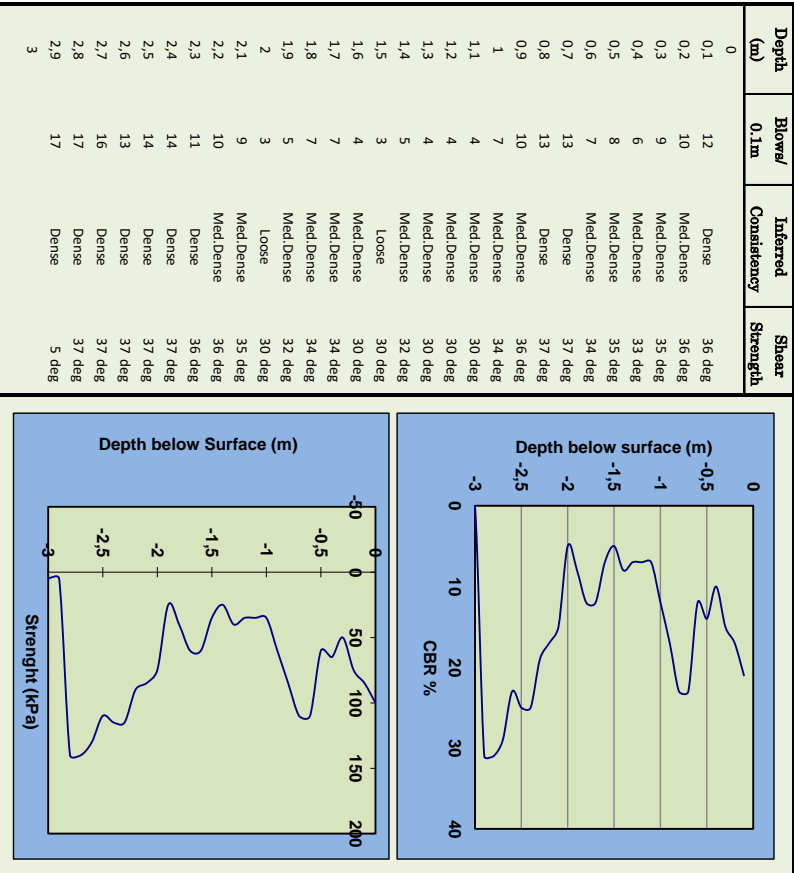 Depth Blows/ Inferred Shear
(m) 0.1m Consistency Strength
0
0,1 12 Dense 36 deg
0,2 10 Med.Dense 36 deg
0,3 9 Med.Dense 35 deg
0,4 6 Med.Dense 33 deg
0,5 8 Med.Dense 35 deg
0,6 7 Med.Dense 34 deg
0,7 13 Dense 37 deg
0,8 13 Dense 37 deg
0,9 10 Med.Dense 36 deg
1 7 Med.Dense 34 deg
1,1 4 Med.Dense 30 deg
1,2 4 Med.Dense 30 deg
1,3 4 Med.Dense 30 deg
1,4 5 Med.Dense 32 deg
1,5 3 Loose 30 deg
1,6 4 Med.Dense 30 deg
1,7 7 Med.Dense 34 deg
1,8 7 Med.Dense 34 deg
1,9 5 Med.Dense 32 deg
2 3 Loose 30 deg
2,1 9 Med.Dense 35 deg
2,2 10 Med.Dense 36 deg
2,3 11 Dense 36 deg
2,4 14 Dense 37 deg
2,5 14 Dense 37 deg
2,6 13 Dense 37 deg
2,7 16 Dense 37 deg
2,8 17 Dense 37 deg
2,9 17 Dense 5 deg
3
Depth below surface (m)
0
-0,5
-1
-1,5
-2
-2,5
-3
0 10 20 30 40
CBR %
Depth below Surface (m)
-50 0 50 100 150 200
0
-0,5
-1
-1,5
-2
-2,5
-3
Strenght (kPa)